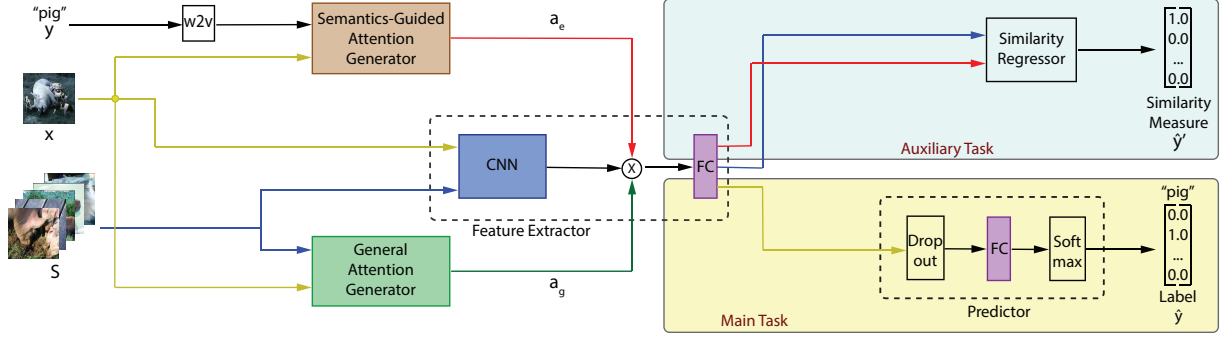 "pig"
y
w2v
Semantics-Guided
Attention
Generator
a_e
x
CNN
X
FC
Feature Extractor
S
General
Attention
Generator
a_g
Similarity
Regressor
1.0
0.0
...
0.0
Similarity
Measure
ŷ'
Auxiliary Task
"pig"
0.0
1.0
...
0.0
Label
ŷ
Drop
out
FC
Soft
max
Predictor
Main Task